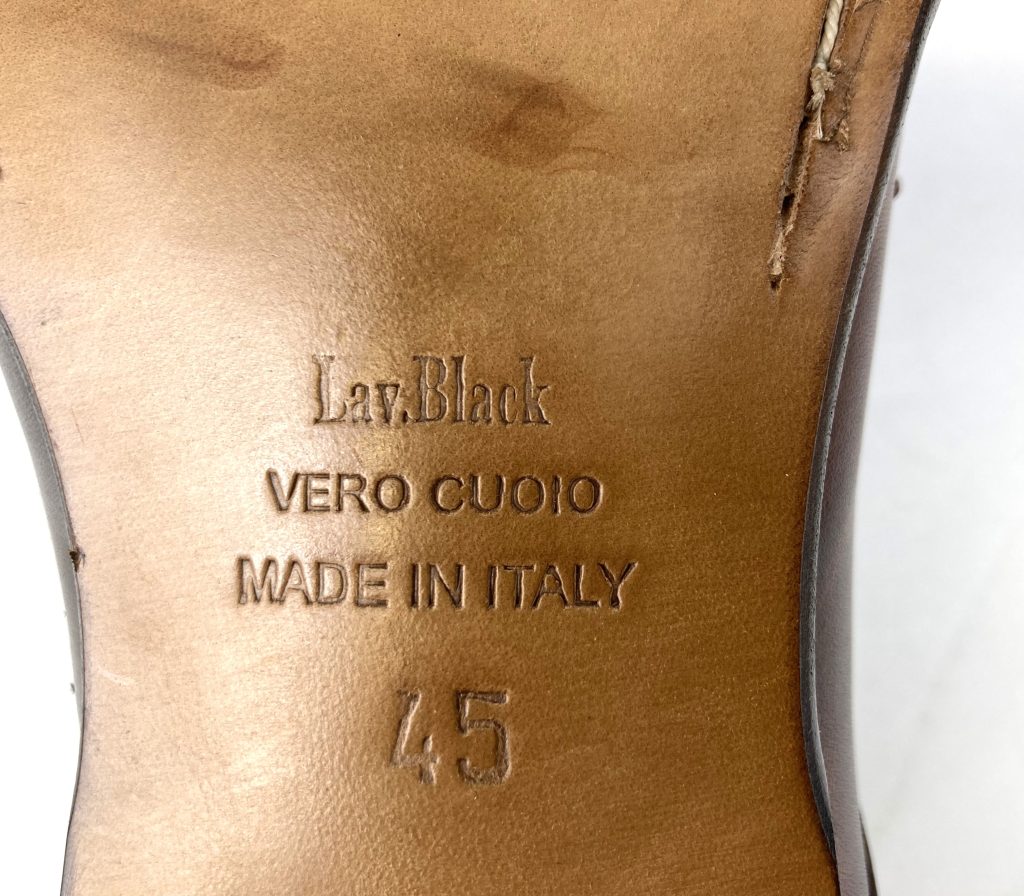 Lav.Black
VERO CUOIO
MADE IN ITALY
45